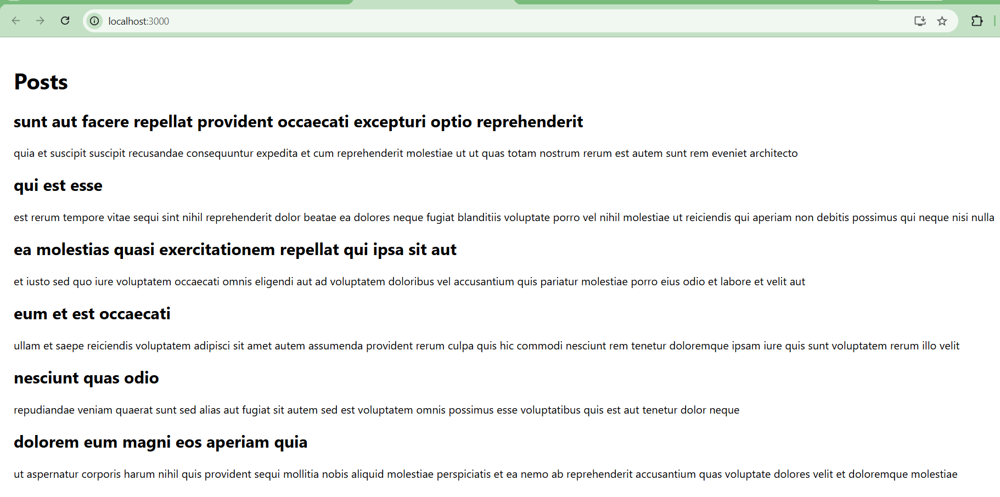 localhost:3000
Posts
sunt aut facere repellat provident occaecati excepturi optio reprehenderit
quia et suscipit suscipit recusandae consequuntur expedita et cum reprehenderit molestiae ut ut quas totam nostrum rerum est autem sunt rem eveniet architecto
qui est esse
est rerum tempore vitae sequi sint nihil reprehenderit dolor beatae ea dolores neque fugiat blanditiis voluptate porro vel nihil molestiae ut reiciendis qui aperiam non debitis possimus qui neque nisi nulla
ea molestias quasi exercitationem repellat qui ipsa sit aut
et iusto sed quo iure voluptatem occaecati omnis eligendi aut ad voluptatem doloribus vel accusantium quis pariatur molestiae porro eius odio et labore et velit aut
eum et est occaecati
ullam et saepe reiciendis voluptatem adipisci sit amet autem assumenda provident rerum culpa quis hic commodi nesciunt rem tenetur doloremque ipsam iure quis sunt voluptatem rerum illo velit
nesciunt quas odio
repudiandae veniam quaerat sunt sed alias aut fugiat sit autem sed est voluptatem omnis possimus esse voluptatibus quis est aut tenetur dolor neque
dolorem eum magni eos aperiam quia
ut aspernatur corporis harum nihil quis provident sequi mollitia nobis aliquid molestiae perspiciatis et ea nemo ab reprehenderit accusantium quas voluptate dolores velit et doloremque molestiae